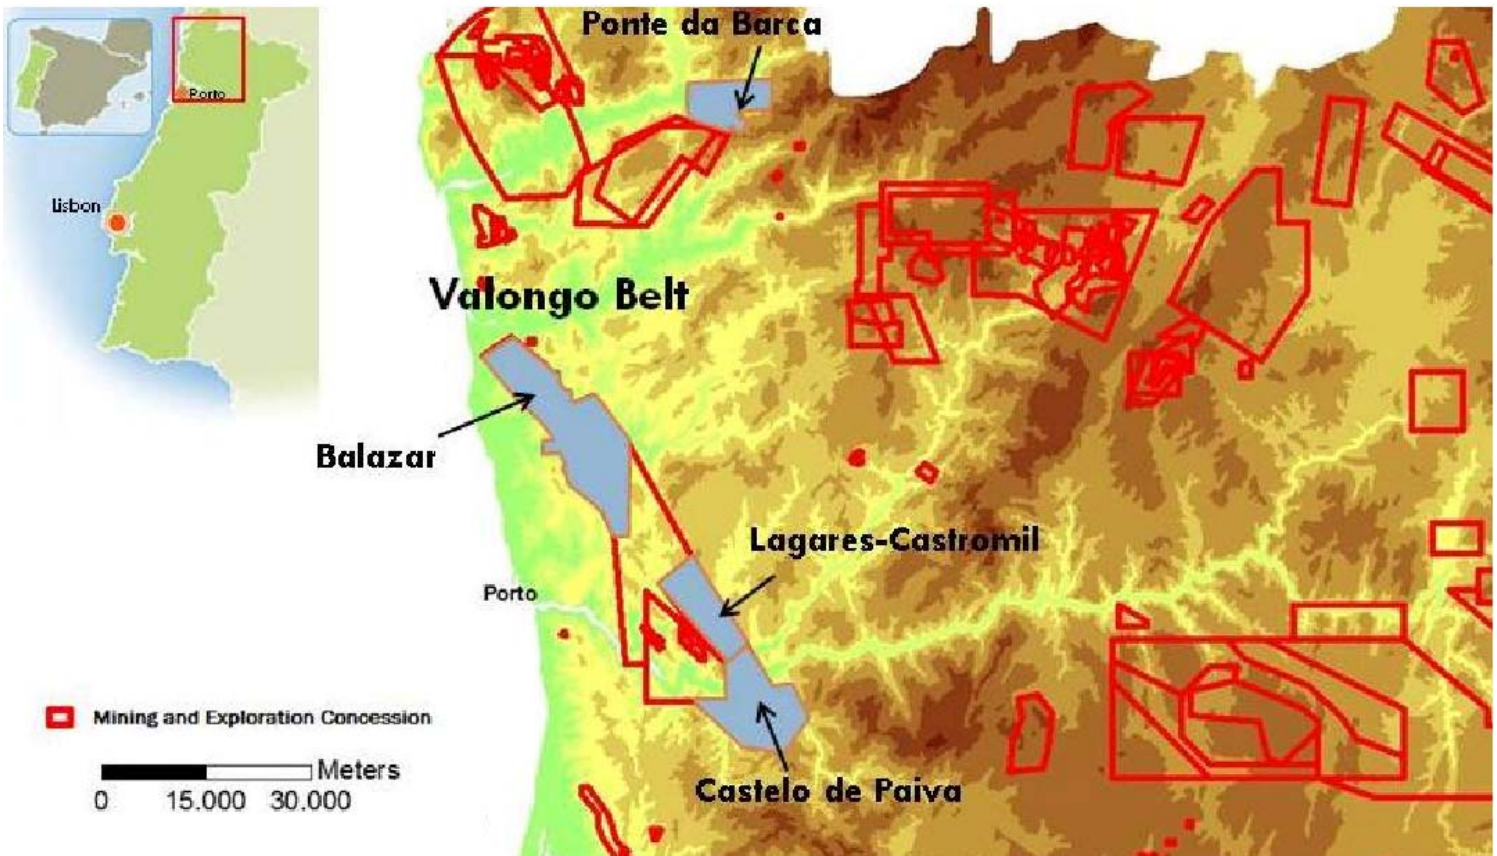 Ponte da Barca
Porto
Lisbon
Valongo Belt
Balazar
Lagares-Castromil
Porto
Mining and Exploration Concession
Meters
0 15.000 30.000
Castelo de Paiva